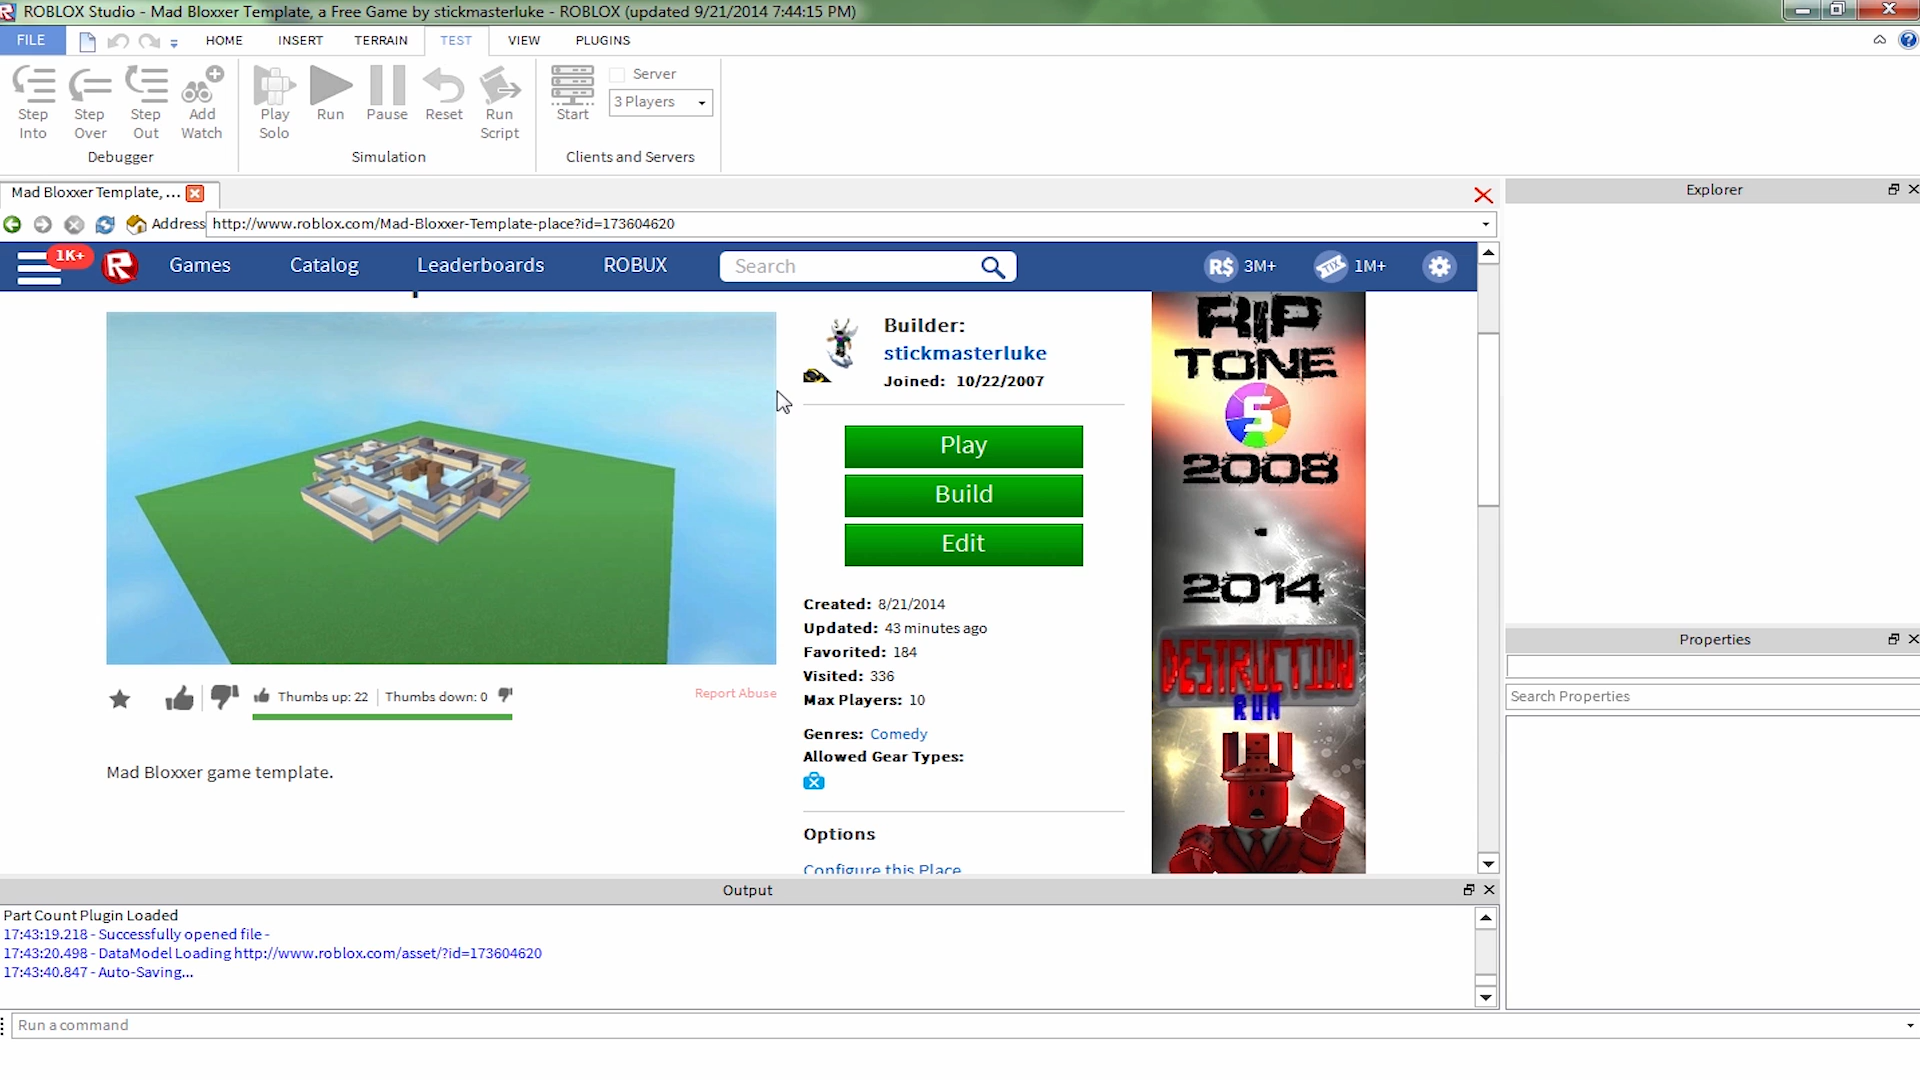 ROBLOX Studio - Mad Bloxxer Template, a Free Game by stickmasterluke - ROBLOX (updated 9/21/2014 7:44:15 PM)
FILE HOME INSERT TERRAIN TEST VIEW PLUGINS
Step Into
Step Over
Step Out
Add Watch
Debugger
Play Solo
Run
Pause
Reset
Run Script
Simulation
Start
Server
3 Players
Clients and Servers
Mad Bloxxer Template, ...
Explorer
Address http://www.roblox.com/Mad-Bloxxer-Template-place?id=173604620
1K+ R Games Catalog Leaderboards ROBUX Search R$ 3M+ TIX 1M+
Builder:
stickmasterluke
Joined: 10/22/2007
Play
Build
Edit
Created: 8/21/2014
Updated: 43 minutes ago
Favorited: 184
Visited: 336
Max Players: 10
Genres: Comedy
Allowed Gear Types:
Options
Configure this Place
Thumbs up: 22 Thumbs down: 0
Report Abuse
Mad Bloxxer game template.
RIP
TONE
S
2008
-
2014
DESTRUCTION
RUN
Properties
Search Properties
Output
Part Count Plugin Loaded
17:43:19.218 - Successfully opened file -
17:43:20.498 - DataModel Loading http://www.roblox.com/asset/?id=173604620
17:43:40.847 - Auto-Saving...
Run a command